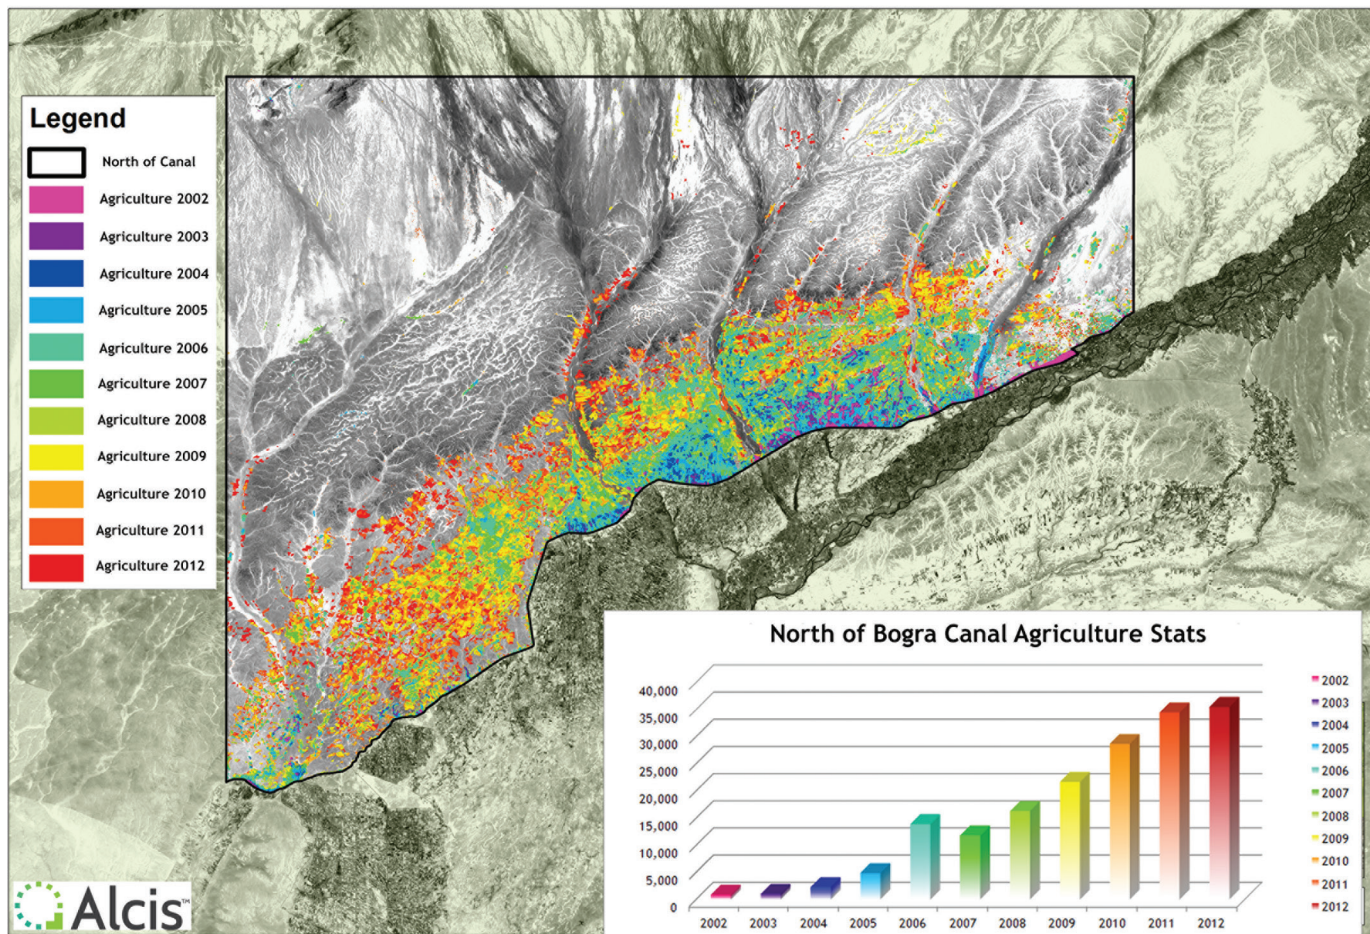 Legend
North of Canal
Agriculture 2002
Agriculture 2003
Agriculture 2004
Agriculture 2005
Agriculture 2006
Agriculture 2007
Agriculture 2008
Agriculture 2009
Agriculture 2010
Agriculture 2011
Agriculture 2012
North of Bogra Canal Agriculture Stats
40,000
35,000
30,000
25,000
20,000
15,000
10,000
5,000
0
2002 2003 2004 2005 2006 2007 2008 2009 2010 2011 2012
2002
2003
2004
2005
2006
2007
2008
2009
2010
2011
2012
Alcis™